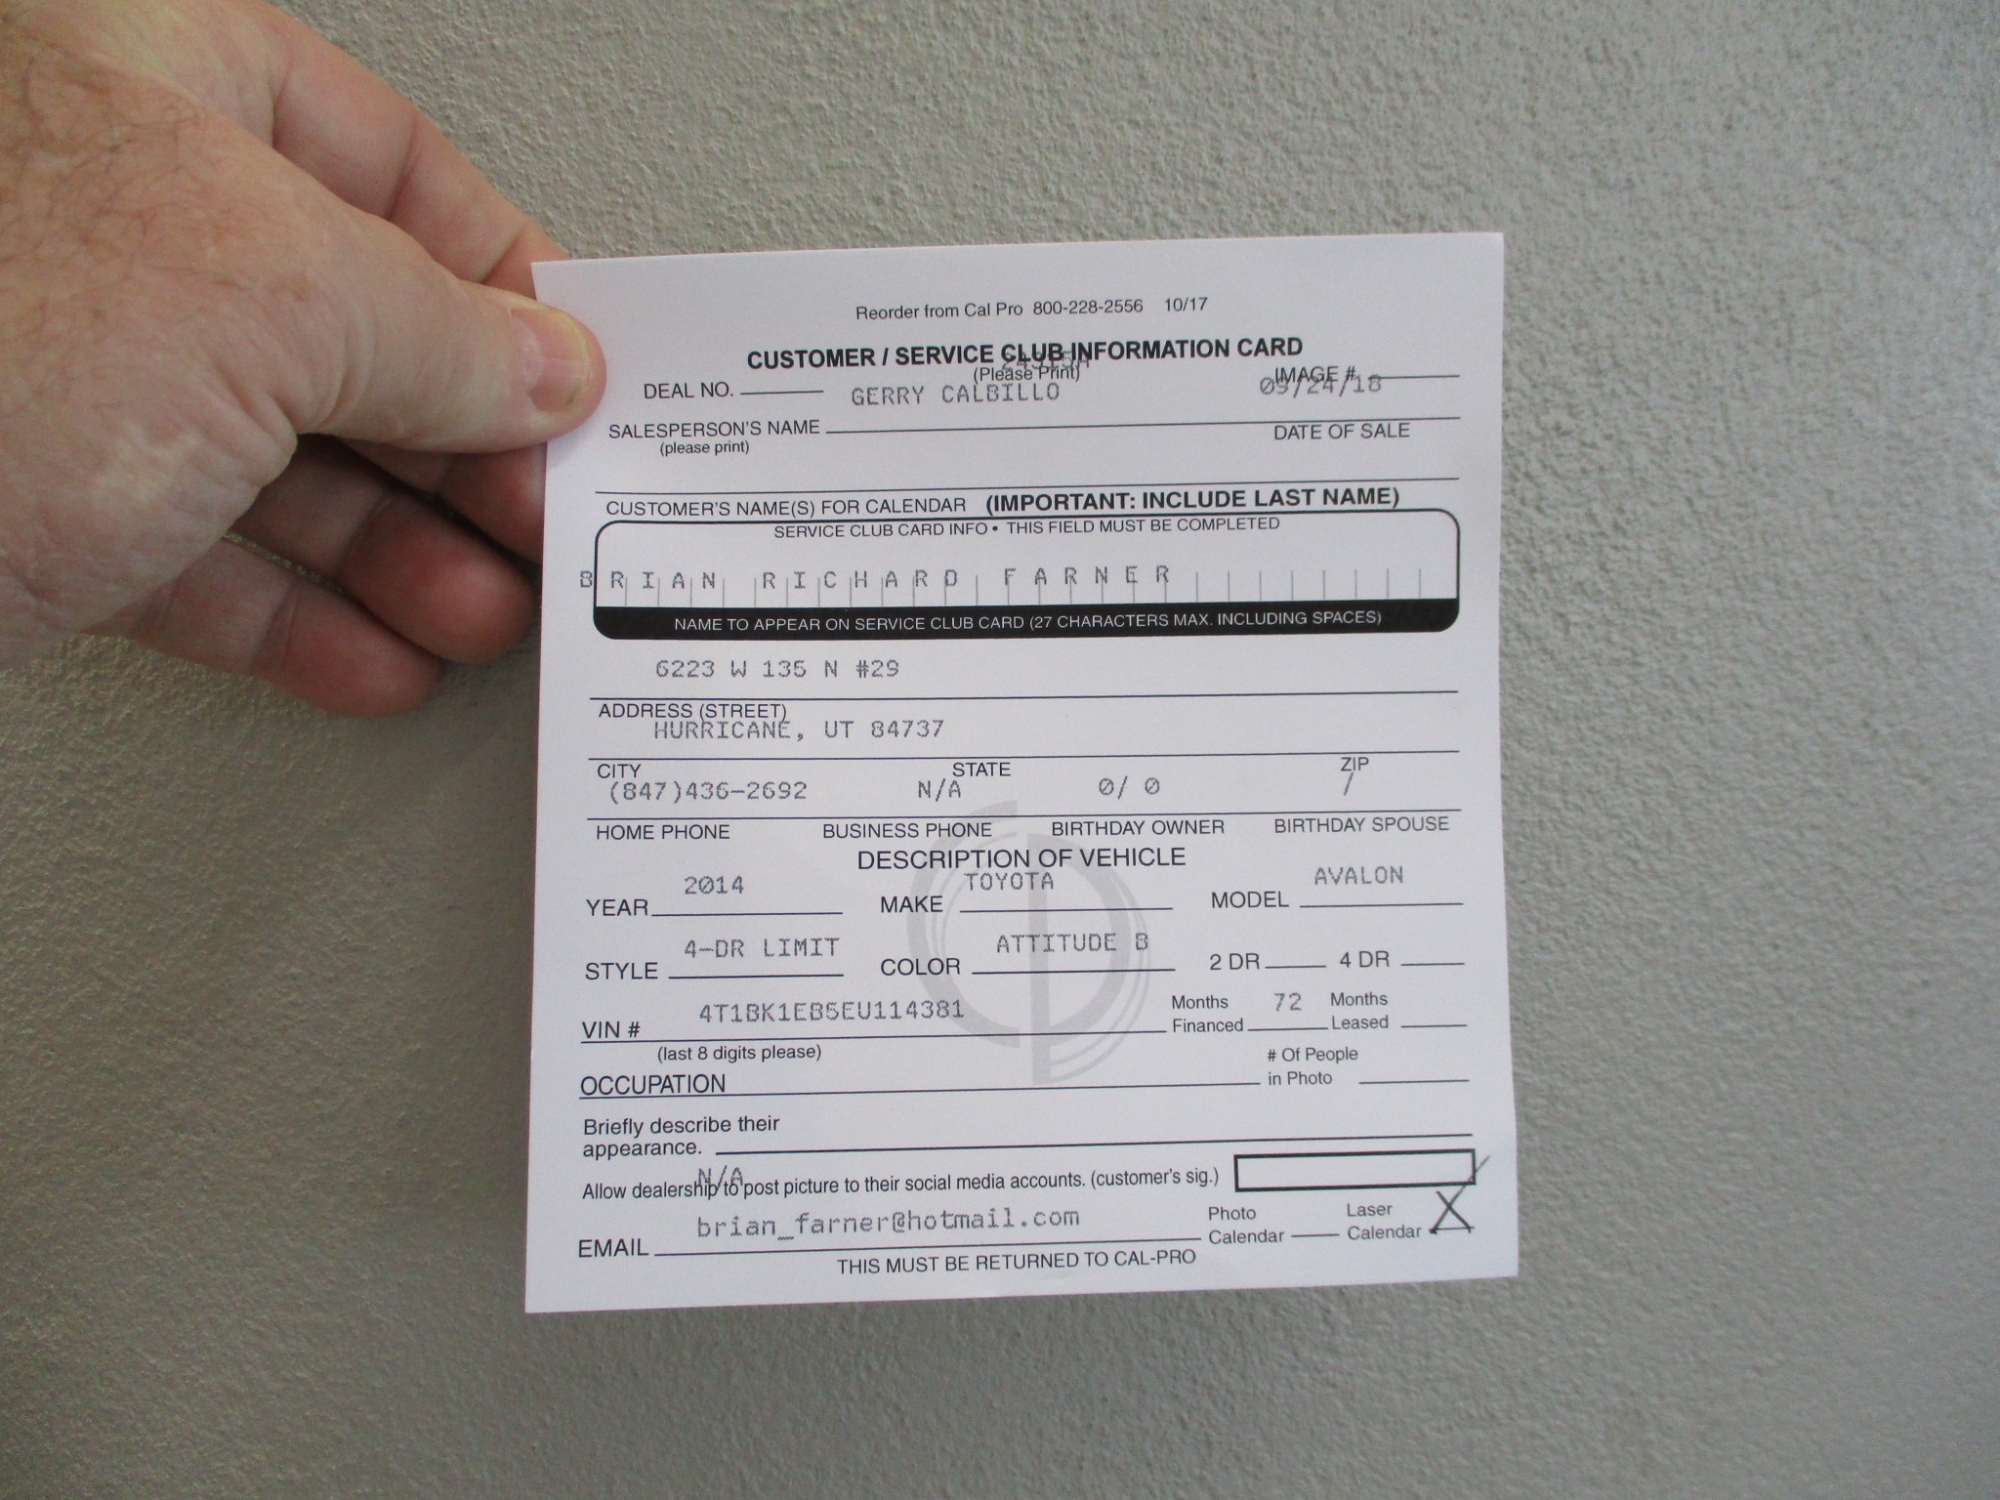 Reorder from Cal Pro 800-228-2556 10/17
CUSTOMER / SERVICE CLUB INFORMATION CARD
(Please Print)
DEAL NO. IMAGE #
GERRY CALBILLO 09/24/18
SALESPERSON'S NAME DATE OF SALE
(please print)
CUSTOMER'S NAME(S) FOR CALENDAR (IMPORTANT: INCLUDE LAST NAME)
SERVICE CLUB CARD INFO • THIS FIELD MUST BE COMPLETED
BRIAN RICHARD FARNER
NAME TO APPEAR ON SERVICE CLUB CARD (27 CHARACTERS MAX. INCLUDING SPACES)
6223 W 135 N #29
ADDRESS (STREET)
HURRICANE, UT 84737
CITY STATE ZIP
(847)436-2692 N/A 0/ 0 /
HOME PHONE BUSINESS PHONE BIRTHDAY OWNER BIRTHDAY SPOUSE
DESCRIPTION OF VEHICLE
YEAR 2014 MAKE TOYOTA MODEL AVALON
STYLE 4-DR LIMIT COLOR ATTITUDE B 2 DR 4 DR
VIN # 4T1BK1EB5EU114381 Months Financed 72 Months Leased
(last 8 digits please)
OCCUPATION # Of People in Photo
Briefly describe their
appearance.
N/A
Allow dealership to post picture to their social media accounts. (customer's sig.)
EMAIL brian_farner@hotmail.com Photo Calendar Laser Calendar X
THIS MUST BE RETURNED TO CAL-PRO